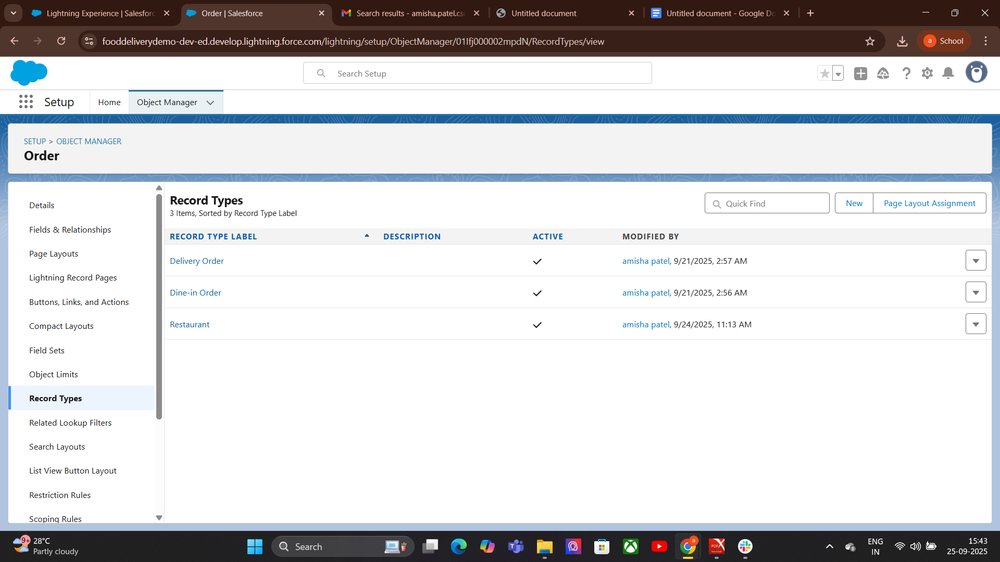 Lightning Experience | Salesforc
Order | Salesforce
Search results - amisha.patel.cs
Untitled document
Untitled document - Google Do
fooddeliverydemo-dev-ed.develop.lightning.force.com/lightning/setup/ObjectManager/01Ifj000002mpdN/RecordTypes/view
a School
Search Setup
Setup
Home
Object Manager
SETUP > OBJECT MANAGER
Order
Details
Fields & Relationships
Page Layouts
Lightning Record Pages
Buttons, Links, and Actions
Compact Layouts
Field Sets
Object Limits
Record Types
Related Lookup Filters
Search Layouts
List View Button Layout
Restriction Rules
Scoping Rules
Record Types
3 Items, Sorted by Record Type Label
Quick Find
New
Page Layout Assignment
RECORD TYPE LABEL DESCRIPTION ACTIVE MODIFIED BY
Delivery Order amisha patel, 9/21/2025, 2:57 AM
Dine-in Order amisha patel, 9/21/2025, 2:56 AM
Restaurant amisha patel, 9/24/2025, 11:13 AM
9+
28°C
Partly cloudy
Search
a
PDF
ENG
IN
15:43
25-09-2025